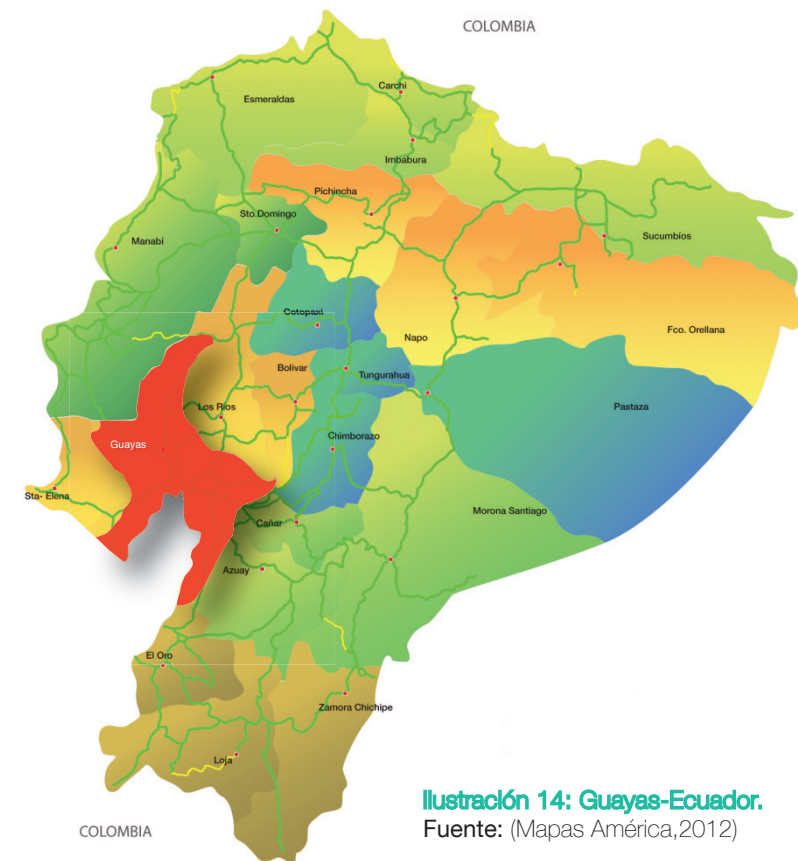 COLOMBIA
Carchi
Esmeraldas
Imbabura
Pichincha
Sto.Domingo
Manabí
Sucumbíos
Cotopaxi
Napo
Fco. Orellana
Bolivar
Tungurahua
Los Ríos
Pastaza
Guayas
Chimborazo
Sta- Elena
Morona Santiago
Cañar
Azuay
El Oro
Zamora Chichipe
Loja
Ilustración 14: Guayas-Ecuador.
Fuente: (Mapas América,2012)
COLOMBIA